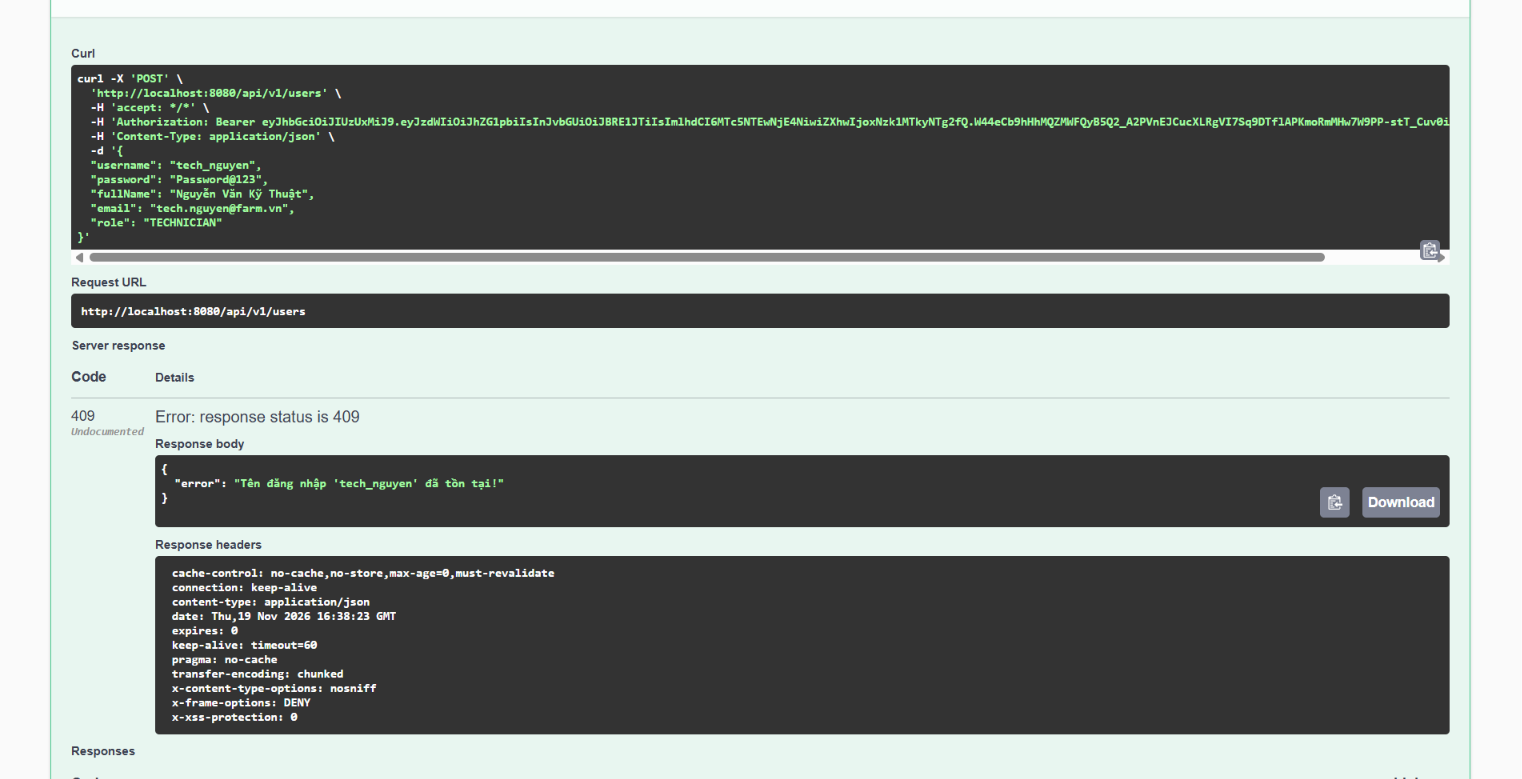 Curl
curl -X 'POST' \
'http://localhost:8080/api/v1/users' \
-H 'accept: */*' \
-H 'Authorization: Bearer
-H 'Content-Type: application/json' \
-d '{
"username": "tech_nguyen",
"password": "Password@123",
"fullName": "Nguyễn Văn Kỹ Thuật",
"email": "tech.nguyen@farm.vn",
"role": "TECHNICIAN"
}'
Request URL
http://localhost:8080/api/v1/users
Server response
Code Details
409 Error: response status is 409
Undocumented
Response body
{
"error": "Tên đăng nhập 'tech_nguyen' đã tồn tại!"
}
Download
Response headers
cache-control: no-cache,no-store,max-age=0,must-revalidate
connection: keep-alive
content-type: application/json
date: Thu,19 Nov 2026 16:38:23 GMT
expires: 0
keep-alive: timeout=60
pragma: no-cache
transfer-encoding: chunked
x-content-type-options: nosniff
x-frame-options: DENY
x-xss-protection: 0
Responses